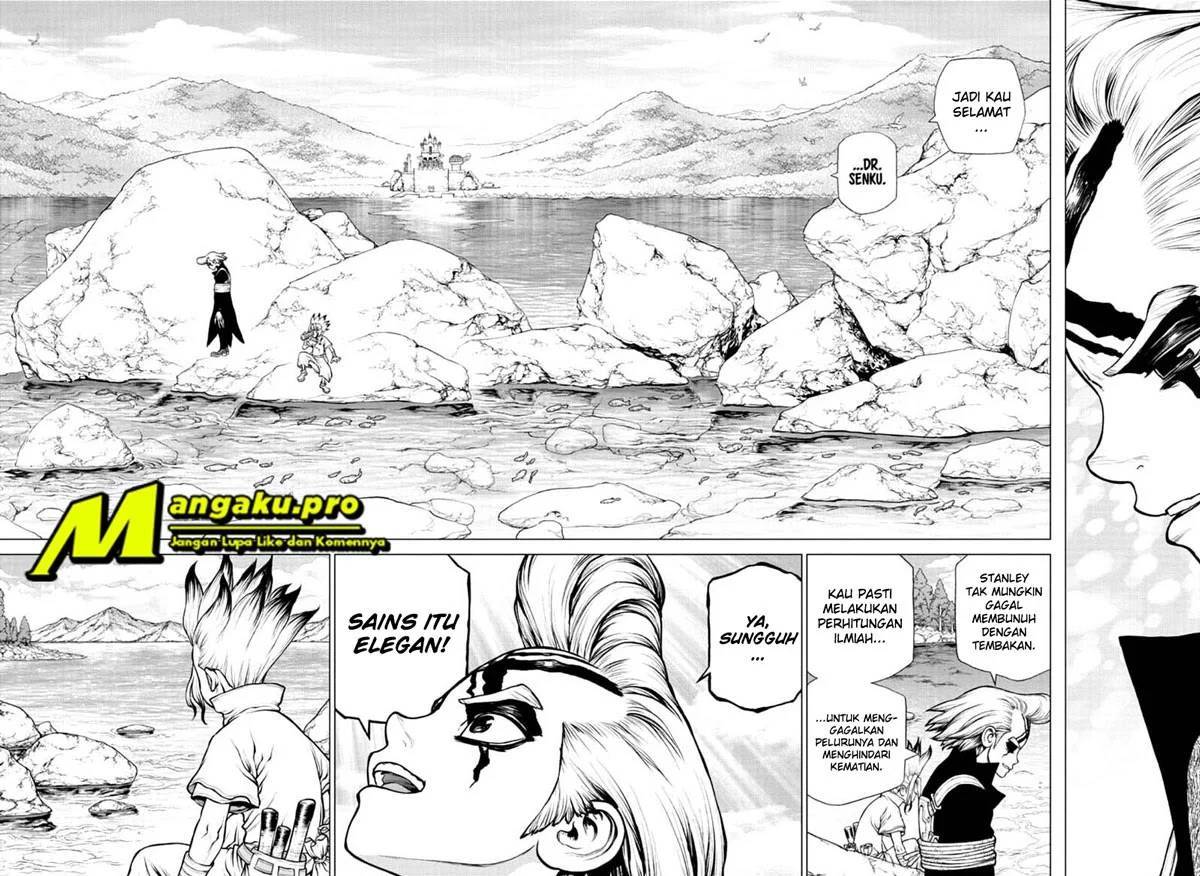 JADI KAU
SELAMAT
...
...DR.
SENKU.
STANLEY
TAK MUNGKIN
GAGAL
MEMBUNUH
DENGAN
TEMBAKAN.
KAU PASTI
MELAKUKAN
PERHITUNGAN
ILMIAH...
...UNTUK MENG-
GAGALKAN
PELURUNYA DAN
MENGHINDARI
KEMATIAN.
YA,
SUNGGUH
...
SAINS ITU
ELEGAN!
Mangaku.pro
Jangan Lupa Like dan Komennya